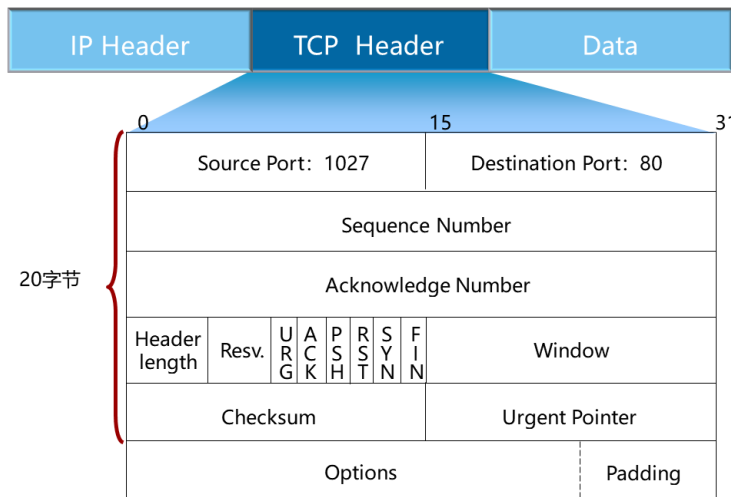 IP Header TCP Header Data
0 15 31
Source Port：1027 Destination Port：80
Sequence Number
20字节
Acknowledge Number
Header length Resv. URG ACK PSH RST SYN FIN Window
Checksum Urgent Pointer
Options Padding